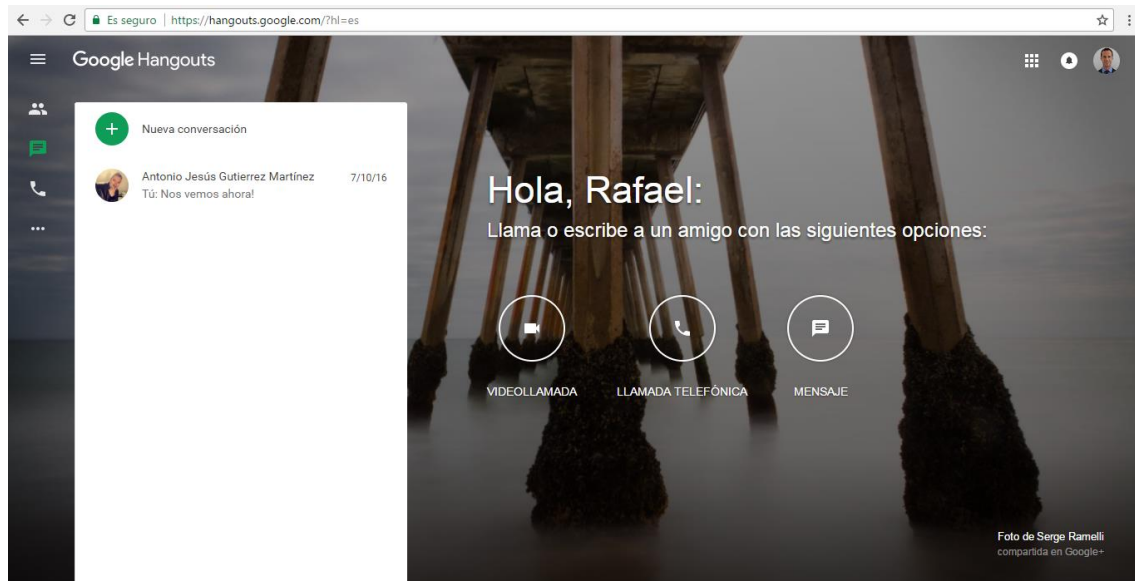 Es seguro | https://hangouts.google.com/?hl=es
Google Hangouts
Nueva conversación
Antonio Jesús Gutierrez Martínez 7/10/16
Tú: Nos vemos ahora!
Hola, Rafael:
Llama o escribe a un amigo con las siguientes opciones:
VIDEOLLAMADA LLAMADA TELEFÓNICA MENSAJE
Foto de Serge Ramelli
compartida en Google+